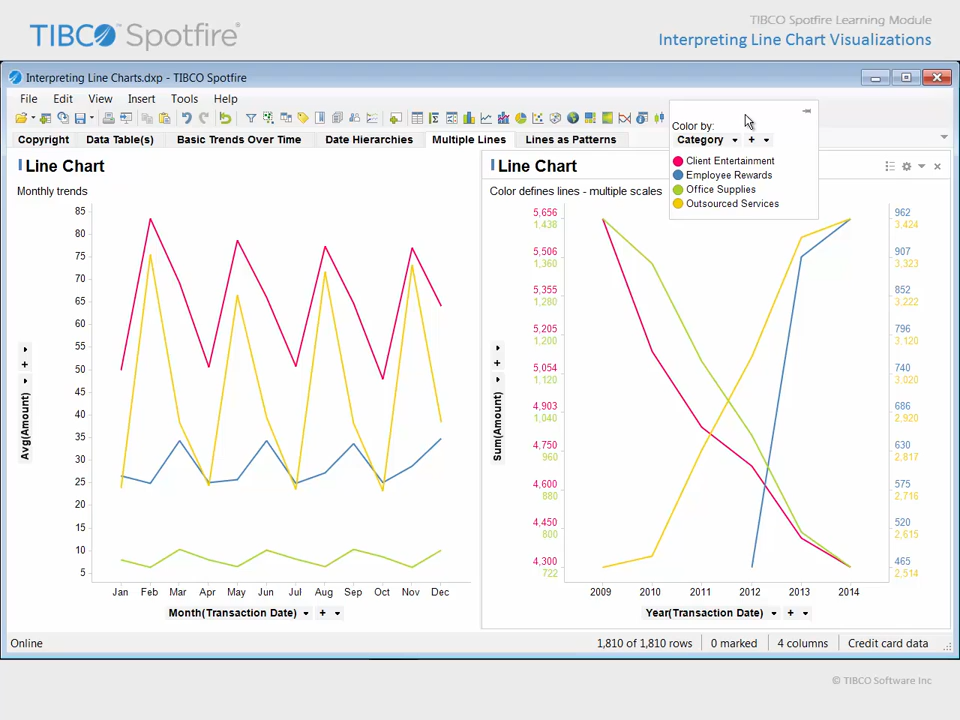 TIBCO™ Spotfire®
TIBCO Spotfire Learning Module
Interpreting Line Chart Visualizations
Interpreting Line Charts.dxp - TIBCO Spotfire
File Edit View Insert Tools Help
Copyright Data Table(s) Basic Trends Over Time Date Hierarchies Multiple Lines Lines as Patterns
Line Chart
Monthly trends
85
80
75
70
65
60
55
50
45
40
35
30
25
20
15
10
5
Avg(Amount)
+
Jan Feb Mar Apr May Jun Jul Aug Sep Oct Nov Dec
Month(Transaction Date) +
Line Chart
Color defines lines - multiple scales
Color by:
Category +
Client Entertainment
Employee Rewards
Office Supplies
Outsourced Services
5,656
1,438
5,506
1,360
5,355
1,280
5,205
1,200
5,054
1,120
4,903
1,040
4,750
960
4,600
880
4,450
800
4,300
722
Sum(Amount)
+
962
3,424
907
3,323
852
3,222
796
3,120
740
3,020
686
2,920
630
2,817
575
2,716
520
2,615
465
2,514
2009 2010 2011 2012 2013 2014
Year(Transaction Date) +
Online
1,810 of 1,810 rows 0 marked 4 columns Credit card data
© TIBCO Software Inc